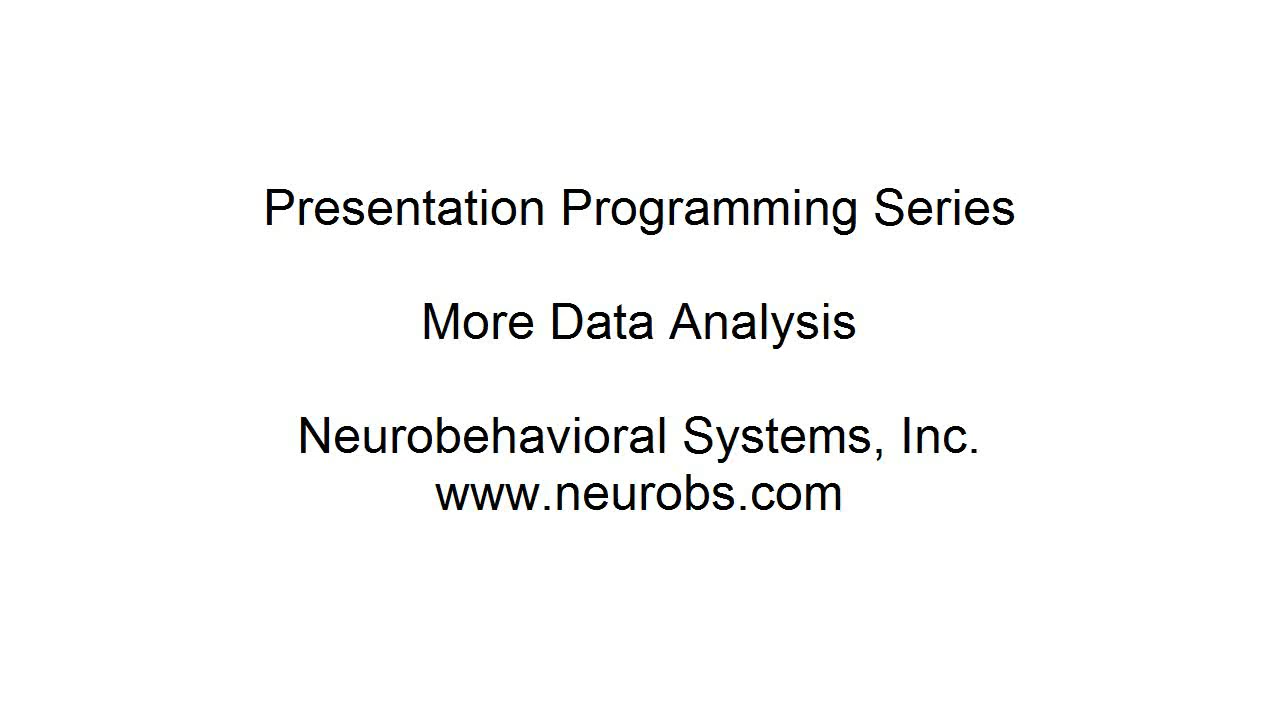 Presentation Programming Series
More Data Analysis
Neurobehavioral Systems, Inc.
www.neurobs.com